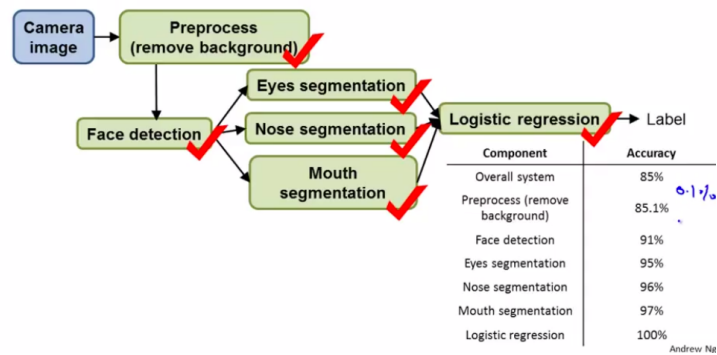 Camera
image
Preprocess
(remove background)
Eyes segmentation
Face detection
Nose segmentation
Logistic regression
Label
Mouth
segmentation
Component Accuracy
Overall system 85%
Preprocess (remove
background) 85.1%
0.1%
Face detection 91%
Eyes segmentation 95%
Nose segmentation 96%
Mouth segmentation 97%
Logistic regression 100%
Andrew Ng